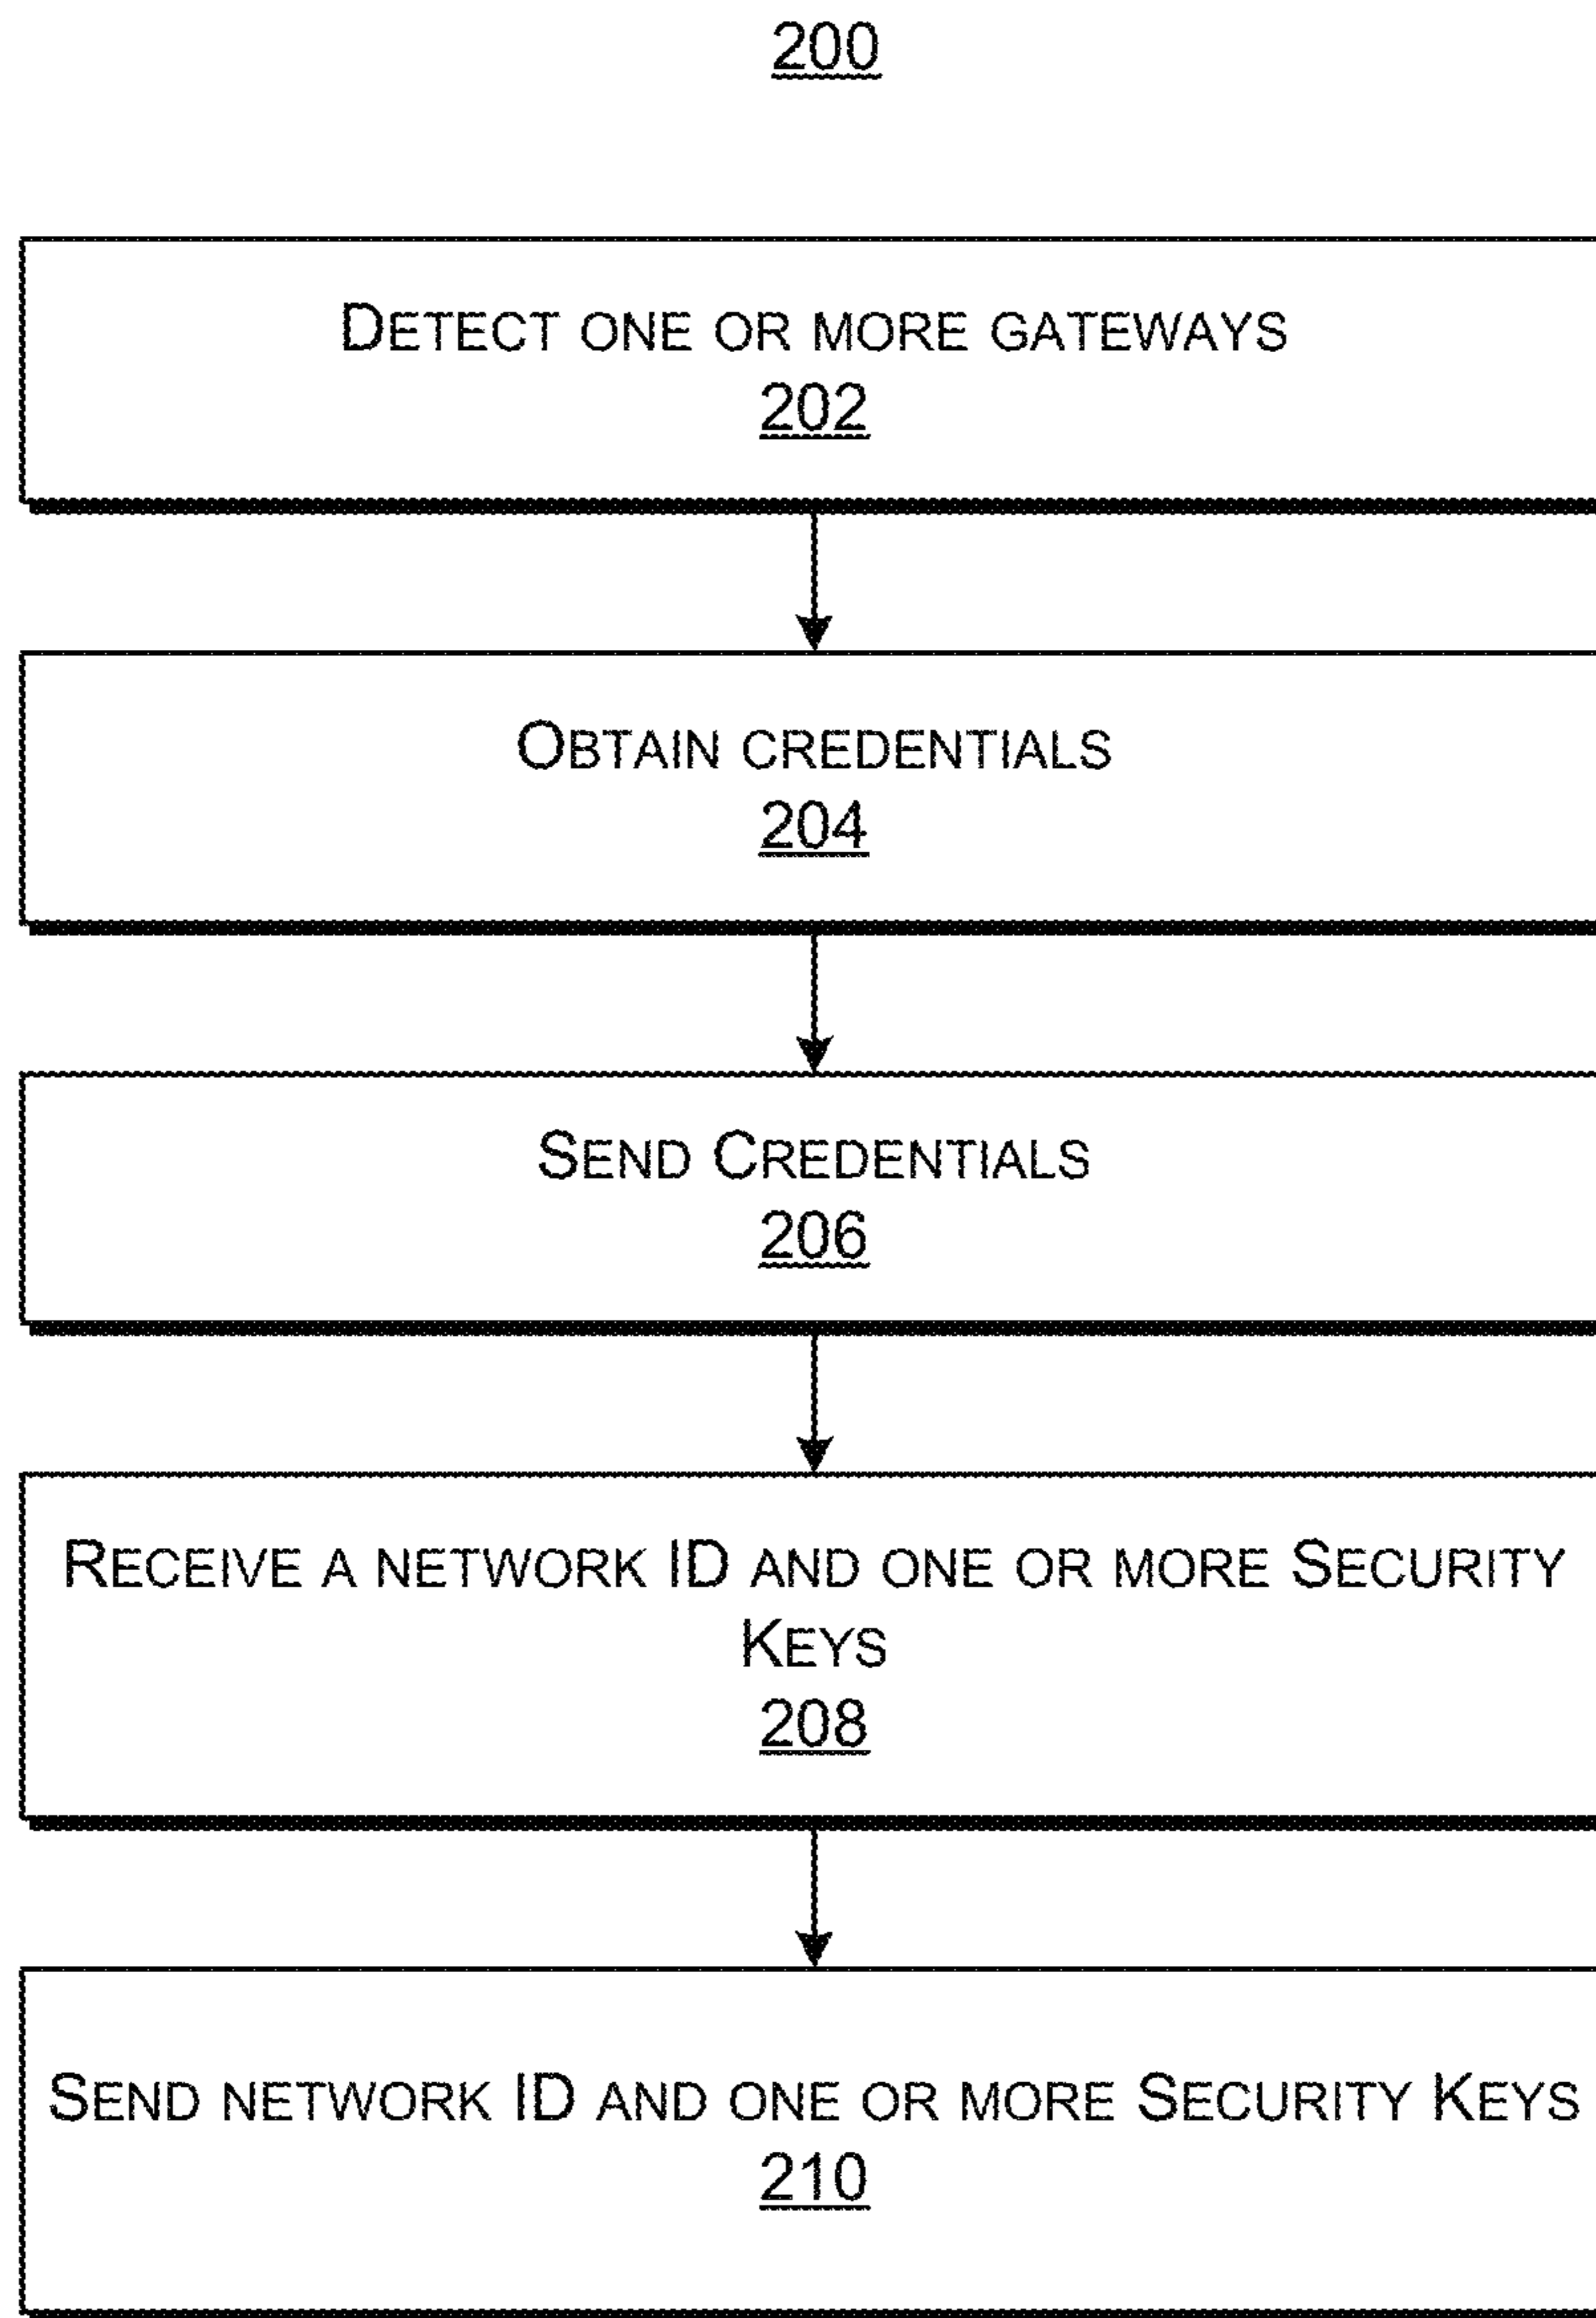 200
DETECT ONE OR MORE GATEWAYS
202
OBTAIN CREDENTIALS
204
SEND CREDENTIALS
206
RECEIVE A NETWORK ID AND ONE OR MORE SECURITY
KEYS
208
SEND NETWORK ID AND ONE OR MORE SECURITY KEYS
210